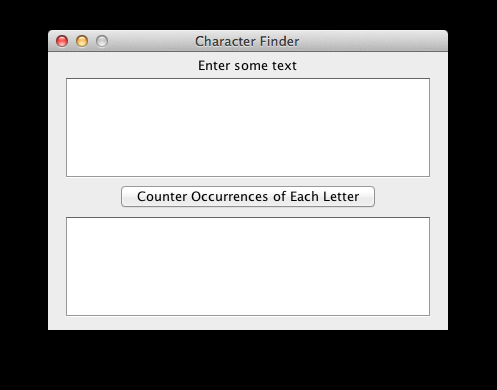 Character Finder
Enter some text
Counter Occurrences of Each Letter